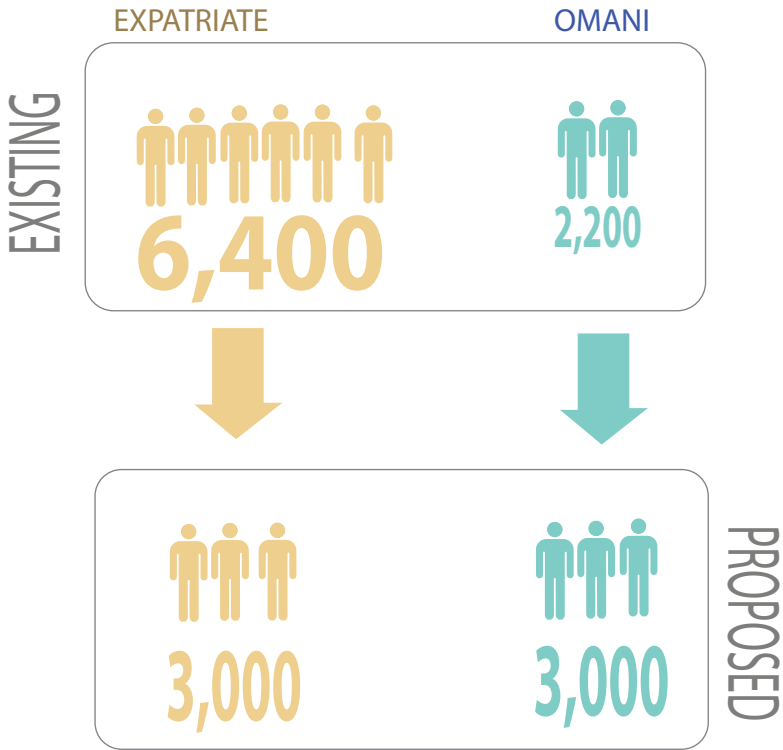 EXPATRIATE
OMANI
EXISTING
6,400
2,200
3,000
3,000
PROPOSED